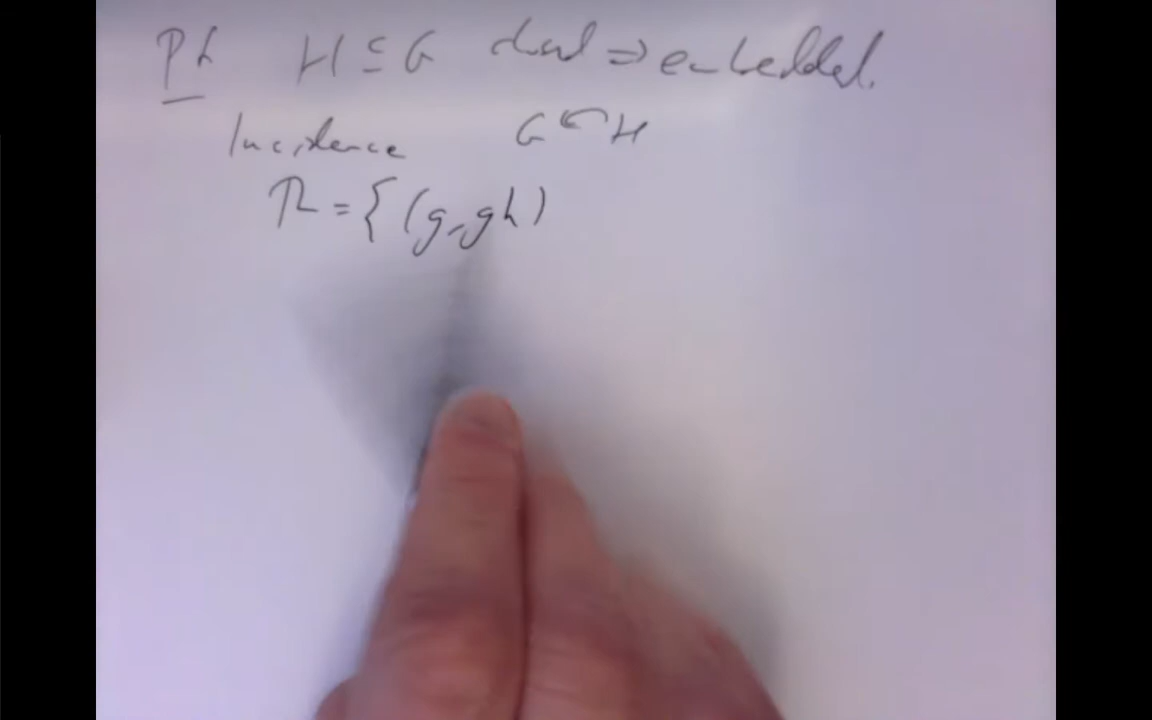 Pf H ⊆ G closed ⇒ embedded.
Incidence G ↶ H
R = { (g, gh)